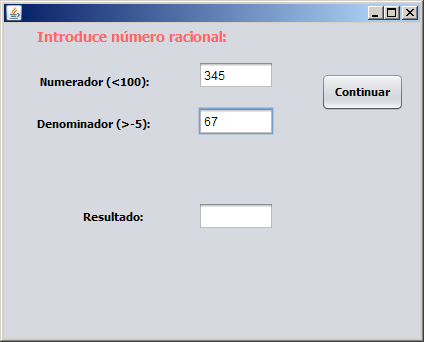 Introduce número racional:
Numerador (<100): 345
Continuar
Denominador (>-5): 67
Resultado: